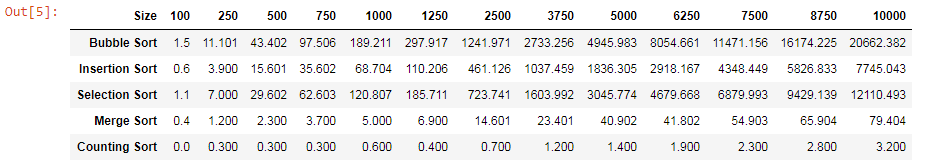 Out[5]:
Size 100 250 500 750 1000 1250 2500 3750 5000 6250 7500 8750 10000
Bubble Sort 1.5 11.101 43.402 97.506 189.211 297.917 1241.971 2733.256 4945.983 8054.661 11471.156 16174.225 20662.382
Insertion Sort 0.6 3.900 15.601 35.602 68.704 110.206 461.126 1037.459 1836.305 2918.167 4348.449 5826.833 7745.043
Selection Sort 1.1 7.000 29.602 62.603 120.807 185.711 723.741 1603.992 3045.774 4679.668 6879.993 9429.139 12110.493
Merge Sort 0.4 1.200 2.300 3.700 5.000 6.900 14.601 23.401 40.902 41.802 54.903 65.904 79.404
Counting Sort 0.0 0.300 0.300 0.300 0.600 0.400 0.700 1.200 1.400 1.900 2.300 2.800 3.200